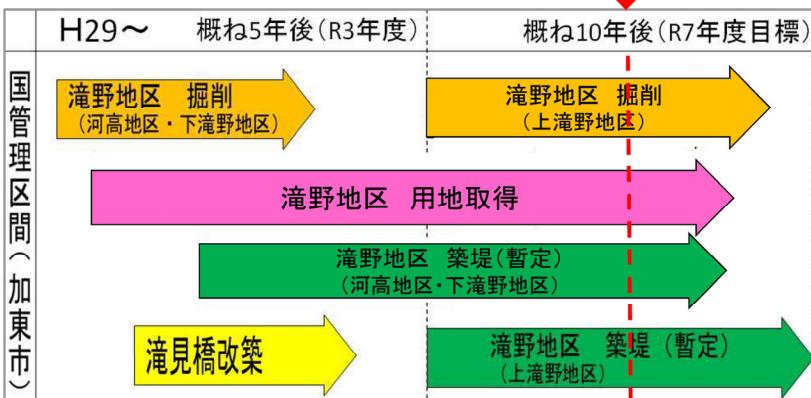 H29～ 概ね5年後(R3年度) 概ね10年後(R7年度目標)
国管理区間(加東市)
滝野地区 掘削
(河高地区・下滝野地区)
滝野地区 掘削
(上滝野地区)
滝野地区 用地取得
滝野地区 築堤(暫定)
(河高地区・下滝野地区)
滝見橋改築
滝野地区 築堤(暫定)
(上滝野地区)